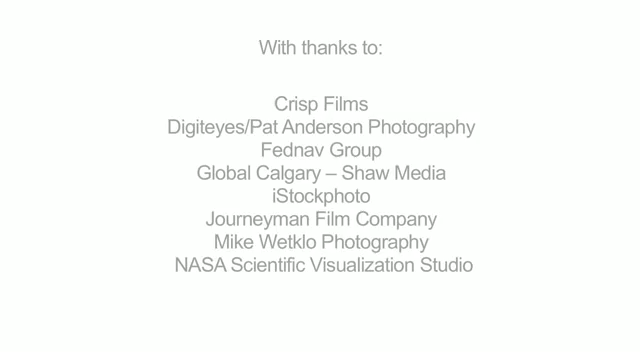 With thanks to:
Crisp Films
Digiteyes/Pat Anderson Photography
Fednav Group
Global Calgary – Shaw Media
iStockphoto
Journeyman Film Company
Mike Wetklo Photography
NASA Scientific Visualization Studio